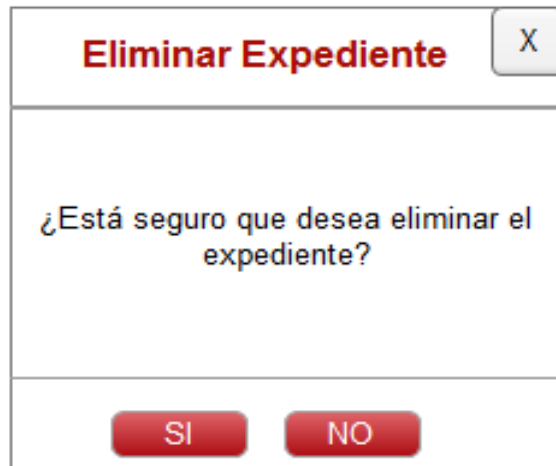 Eliminar Expediente
X
¿Está seguro que desea eliminar el
expediente?
SI
NO